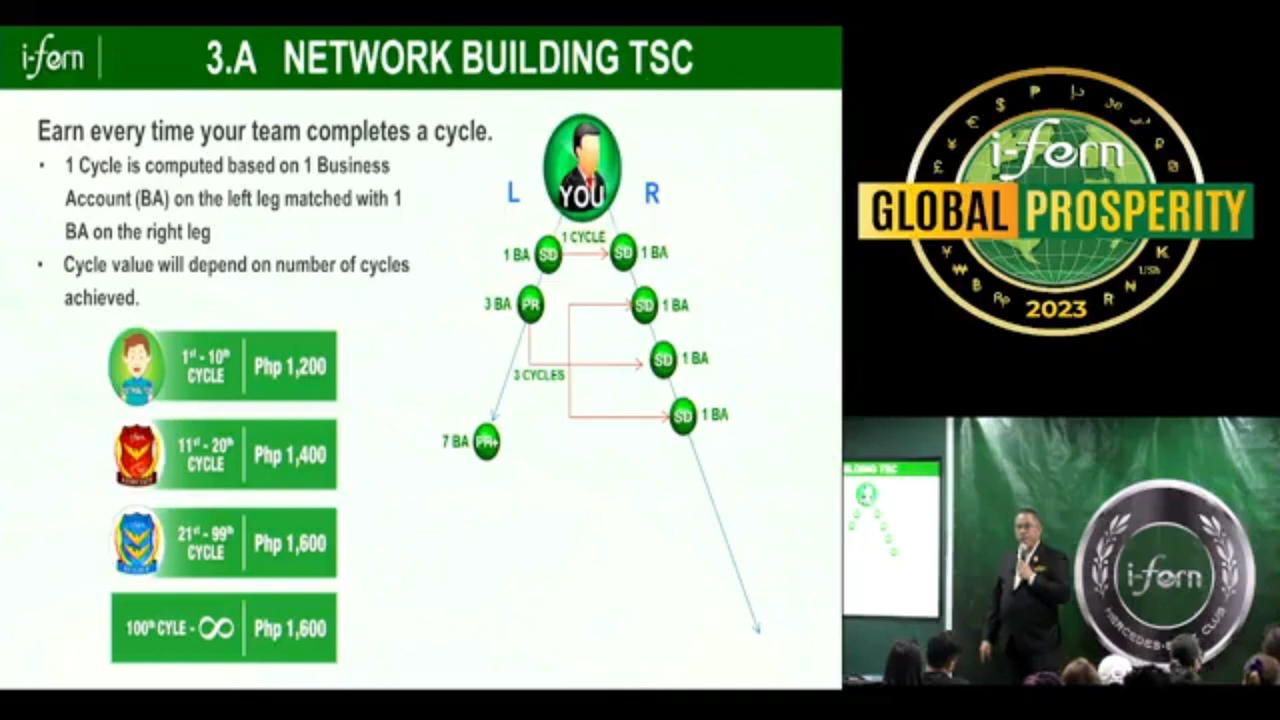 i-fern
3.A NETWORK BUILDING TSC
Earn every time your team completes a cycle.
• 1 Cycle is computed based on 1 Business
Account (BA) on the left leg matched with 1
BA on the right leg
• Cycle value will depend on number of cycles
achieved.
1st - 10th
CYCLE
Php 1,200
11st - 20th
CYCLE
Php 1,400
21st - 99th
CYCLE
Php 1,600
100th CYLE - ∞
Php 1,600
YOU
L
R
1 CYCLE
1 BA
SD
SD
1 BA
3 BA
PR
SD
1 BA
SD
1 BA
3 CYCLES
SD
1 BA
7 BA
PR+
i-fern
GLOBAL PROSPERITY
2023
i-fern
CLUB